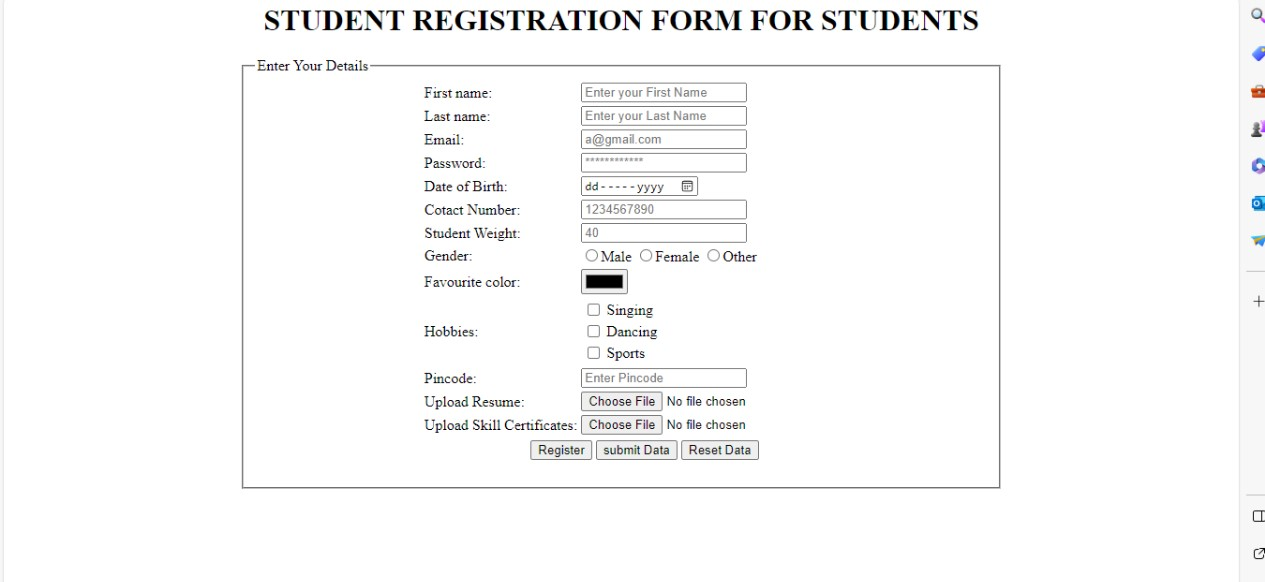 STUDENT REGISTRATION FORM FOR STUDENTS
Enter Your Details
First name: Enter your First Name
Last name: Enter your Last Name
Email: a@gmail.com
Password: ************
Date of Birth: dd-----yyyy
Cotact Number: 1234567890
Student Weight: 40
Gender: Male Female Other
Favourite color:
Singing
Hobbies: Dancing
Sports
Pincode: Enter Pincode
Upload Resume: Choose File No file chosen
Upload Skill Certificates: Choose File No file chosen
Register submit Data Reset Data